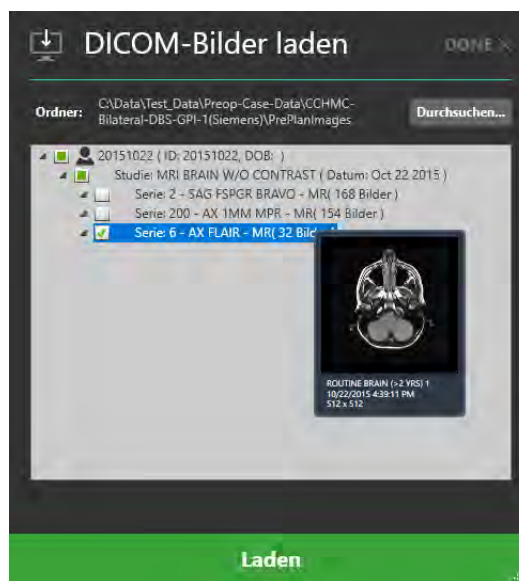 DICOM-Bilder laden
DONE ×
Ordner:
C:\Data\Test_Data\Preop-Case-Data\CCHMC-
Bilateral-DBS-GPI-1(Siemens)\PrePlanImages
Durchsuchen...
20151022 ( ID: 20151022, DOB: )
Studie: MRI BRAIN W/O CONTRAST ( Datum: Oct 22 2015 )
Serie: 2 - SAG FSPGR BRAVO - MR( 168 Bilder )
Serie: 200 - AX 1MM MPR - MR( 154 Bilder )
Serie: 6 - AX FLAIR - MR( 32
ROUTINE BRAIN (>2 YRS) 1
10/22/2015 4:39:11 PM
512 x 512
Laden